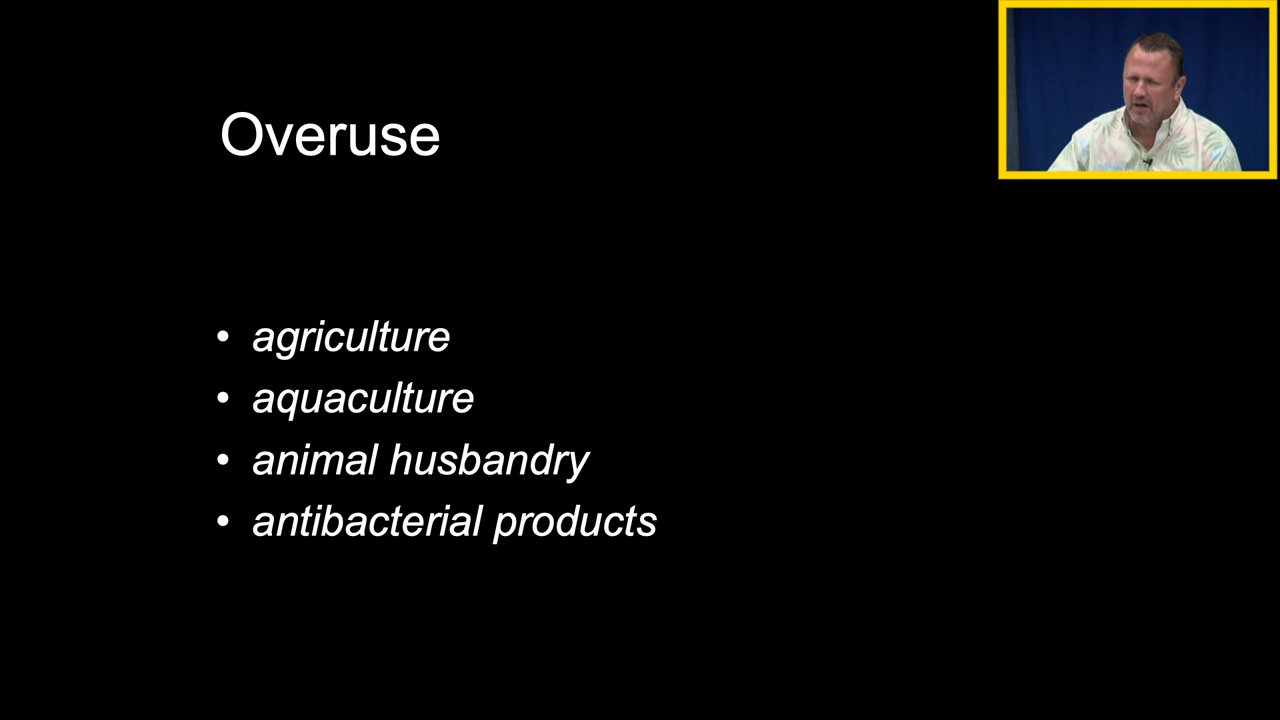 Overuse
• agriculture
• aquaculture
• animal husbandry
• antibacterial products